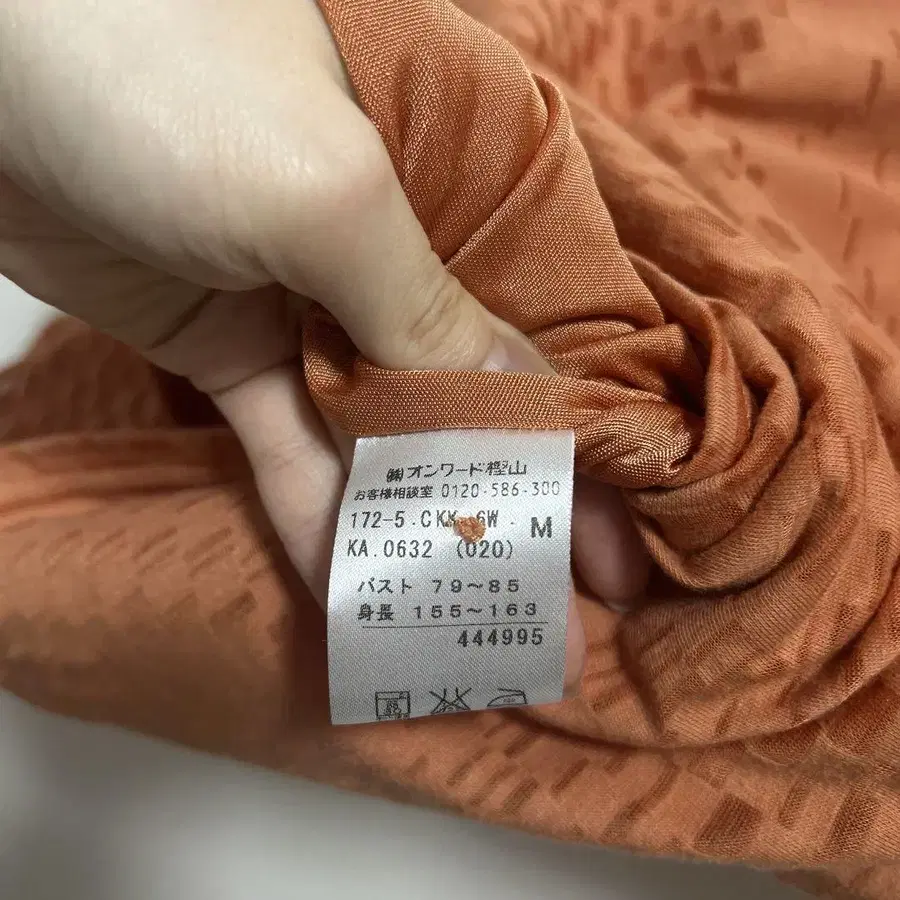 ㈱オンワード樫山
お客様相談室 0120-586-300
172-5.CK 6W. M
KA.0632 (020)
バスト 79～85
身長 155～163
444995